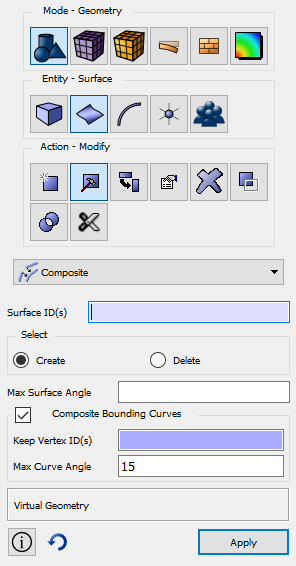 Mode - Geometry
Entity - Surface
Action - Modify
Composite
Surface ID(s)
Select
Create Delete
Max Surface Angle
Composite Bounding Curves
Keep Vertex ID(s)
Max Curve Angle 15
Virtual Geometry
Apply